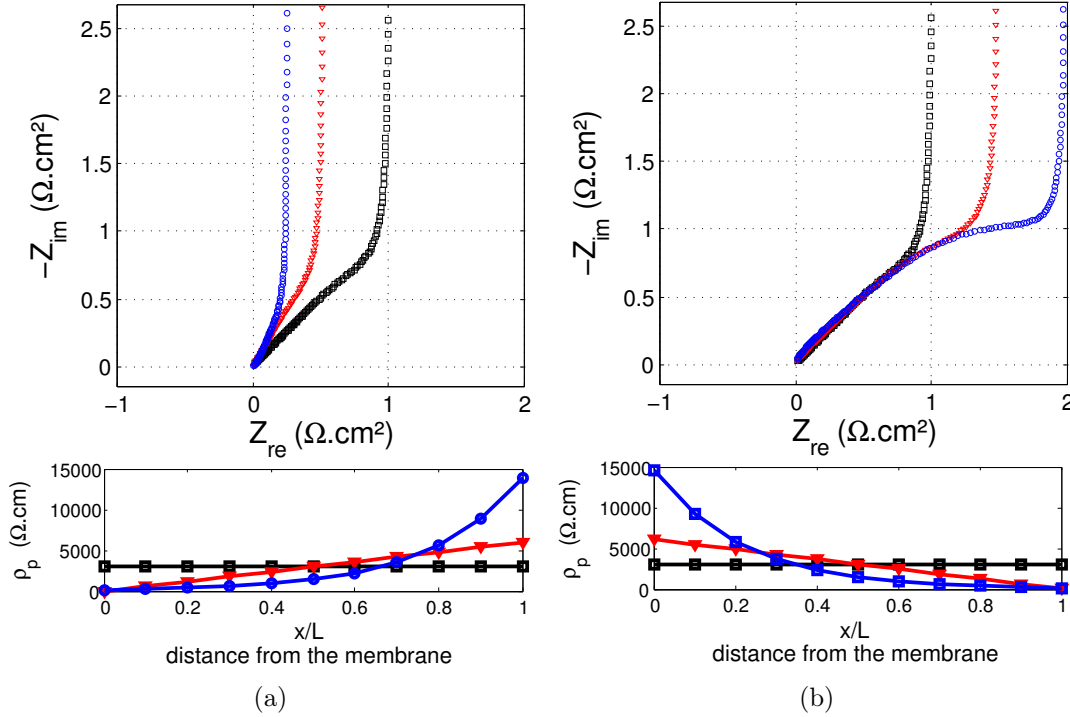 2.5
2
1.5
1
0.5
0
−Z_im (Ω.cm²)
−1 0 1 2
Z_re (Ω.cm²)
2.5
2
1.5
1
0.5
0
−Z_im (Ω.cm²)
−1 0 1 2
Z_re (Ω.cm²)
15000
10000
5000
0
ρ_p (Ω.cm)
0 0.2 0.4 0.6 0.8 1
x/L
distance from the membrane
15000
10000
5000
0
ρ_p (Ω.cm)
0 0.2 0.4 0.6 0.8 1
x/L
distance from the membrane
(a)
(b)